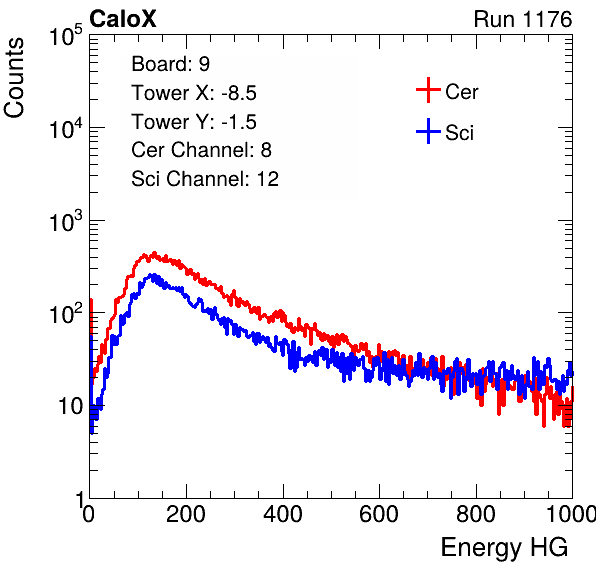 CaloX Run 1176
Counts
10^5
10^4
10^3
10^2
10
1
Board: 9
Tower X: -8.5
Tower Y: -1.5
Cer Channel: 8
Sci Channel: 12
Cer
Sci
0 200 400 600 800 1000
Energy HG